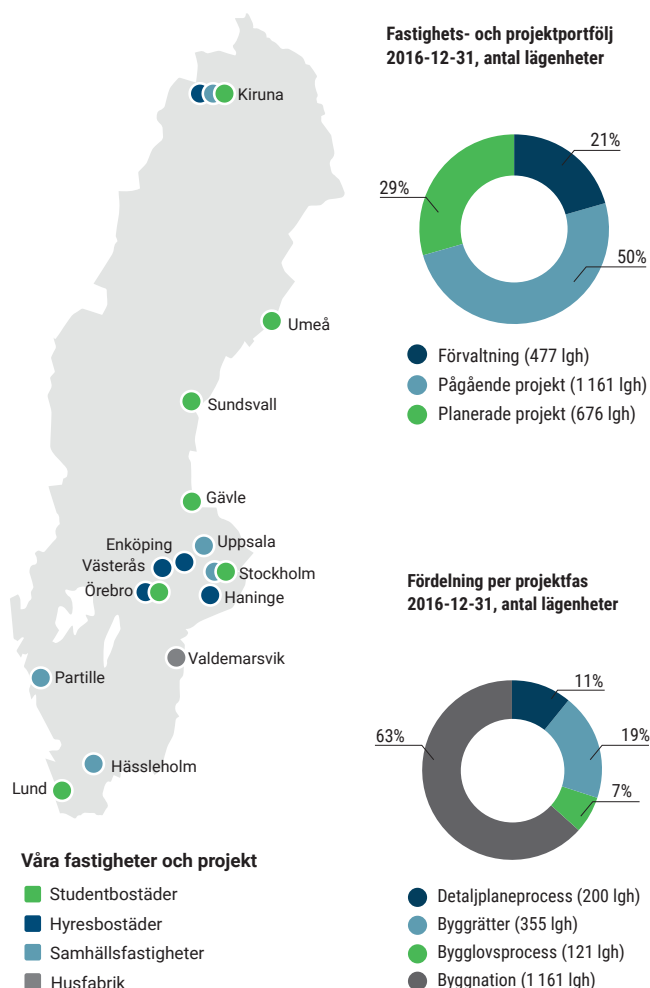 Fastighets- och projektportfölj
2016-12-31, antal lägenheter
Kiruna
21%
29%
50%
Umeå
Förvaltning (477 lgh)
Pågående projekt (1 161 lgh)
Planerade projekt (676 lgh)
Sundsvall
Gävle
Enköping
Uppsala
Västerås
Stockholm
Örebro
Haninge
Valdemarsvik
Partille
Hässleholm
Lund
Fördelning per projektfas
2016-12-31, antal lägenheter
11%
63%
19%
7%
Våra fastigheter och projekt
Studentbostäder
Hyresbostäder
Samhällsfastigheter
Husfabrik
Detaljplaneprocess (200 lgh)
Byggrätter (355 lgh)
Bygglovsprocess (121 lgh)
Byggnation (1 161 lgh)